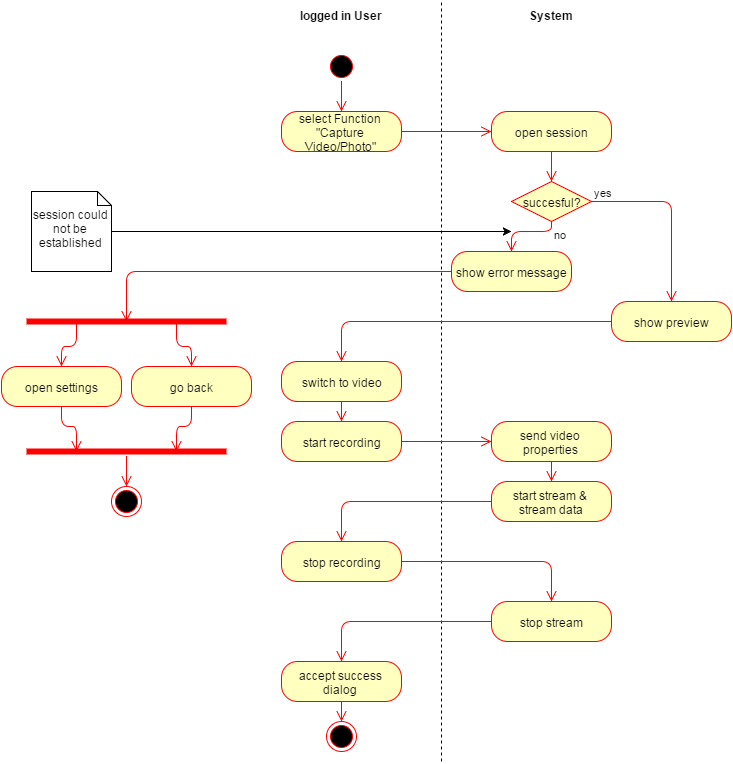 logged in User
System
select Function
"Capture
Video/Photo"
open session
succesful?
yes
no
session could
not be
established
show error message
show preview
open settings
go back
switch to video
start recording
send video
properties
start stream &
stream data
stop recording
stop stream
accept success
dialog